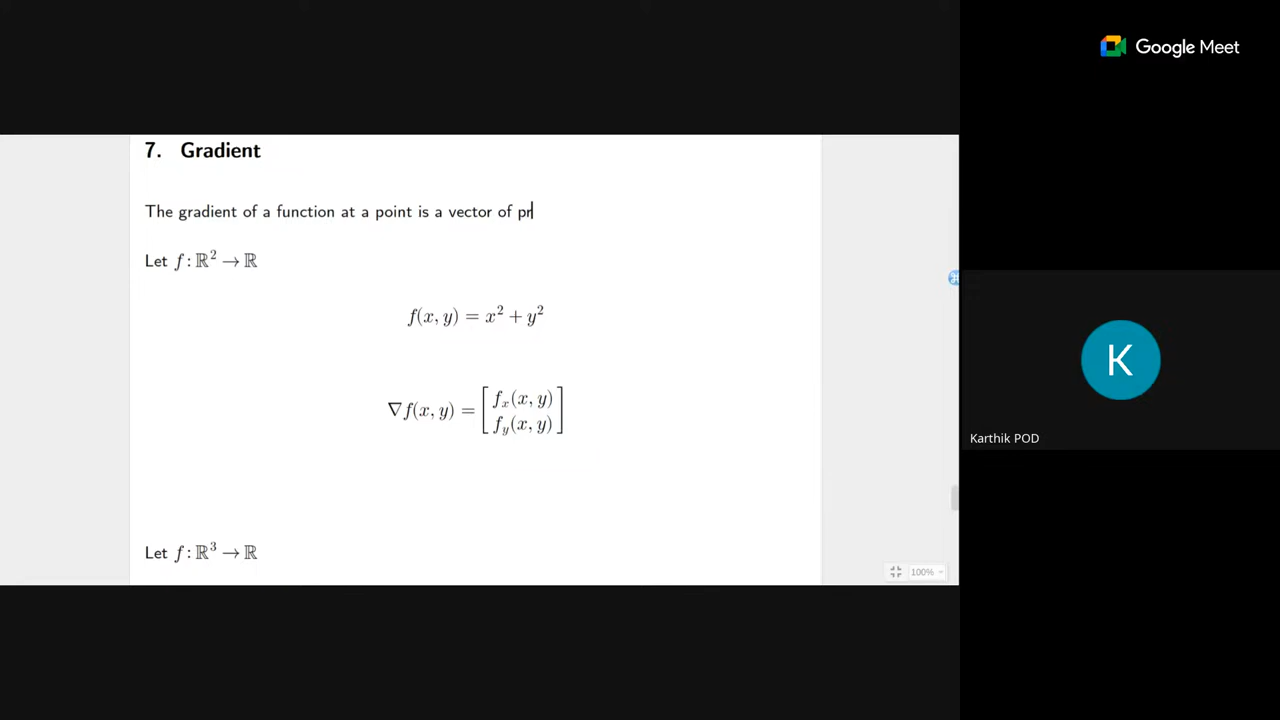 Google Meet
7. Gradient
The gradient of a function at a point is a vector of pr
Let f : ℝ² → ℝ
f(x, y) = x² + y²
∇f(x, y) = [ fₓ(x, y)
f_y(x, y) ]
Let f : ℝ³ → ℝ
100%
K
Karthik POD